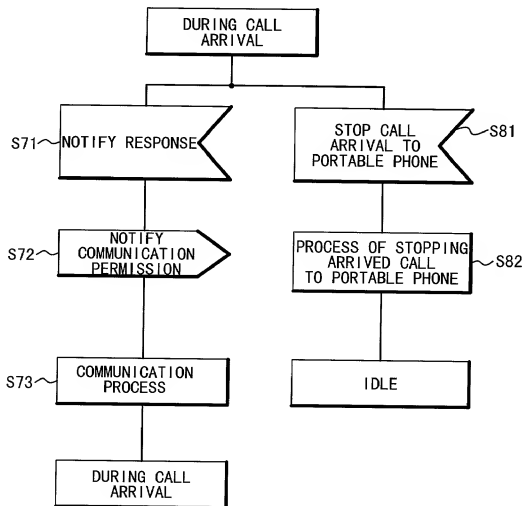 DURING CALL
ARRIVAL
S71
NOTIFY RESPONSE
STOP CALL
ARRIVAL TO
PORTABLE PHONE
S81
S72
NOTIFY
COMMUNICATION
PERMISSION
PROCESS OF STOPPING
ARRIVED CALL
TO PORTABLE PHONE
S82
S73
COMMUNICATION
PROCESS
IDLE
DURING CALL
ARRIVAL